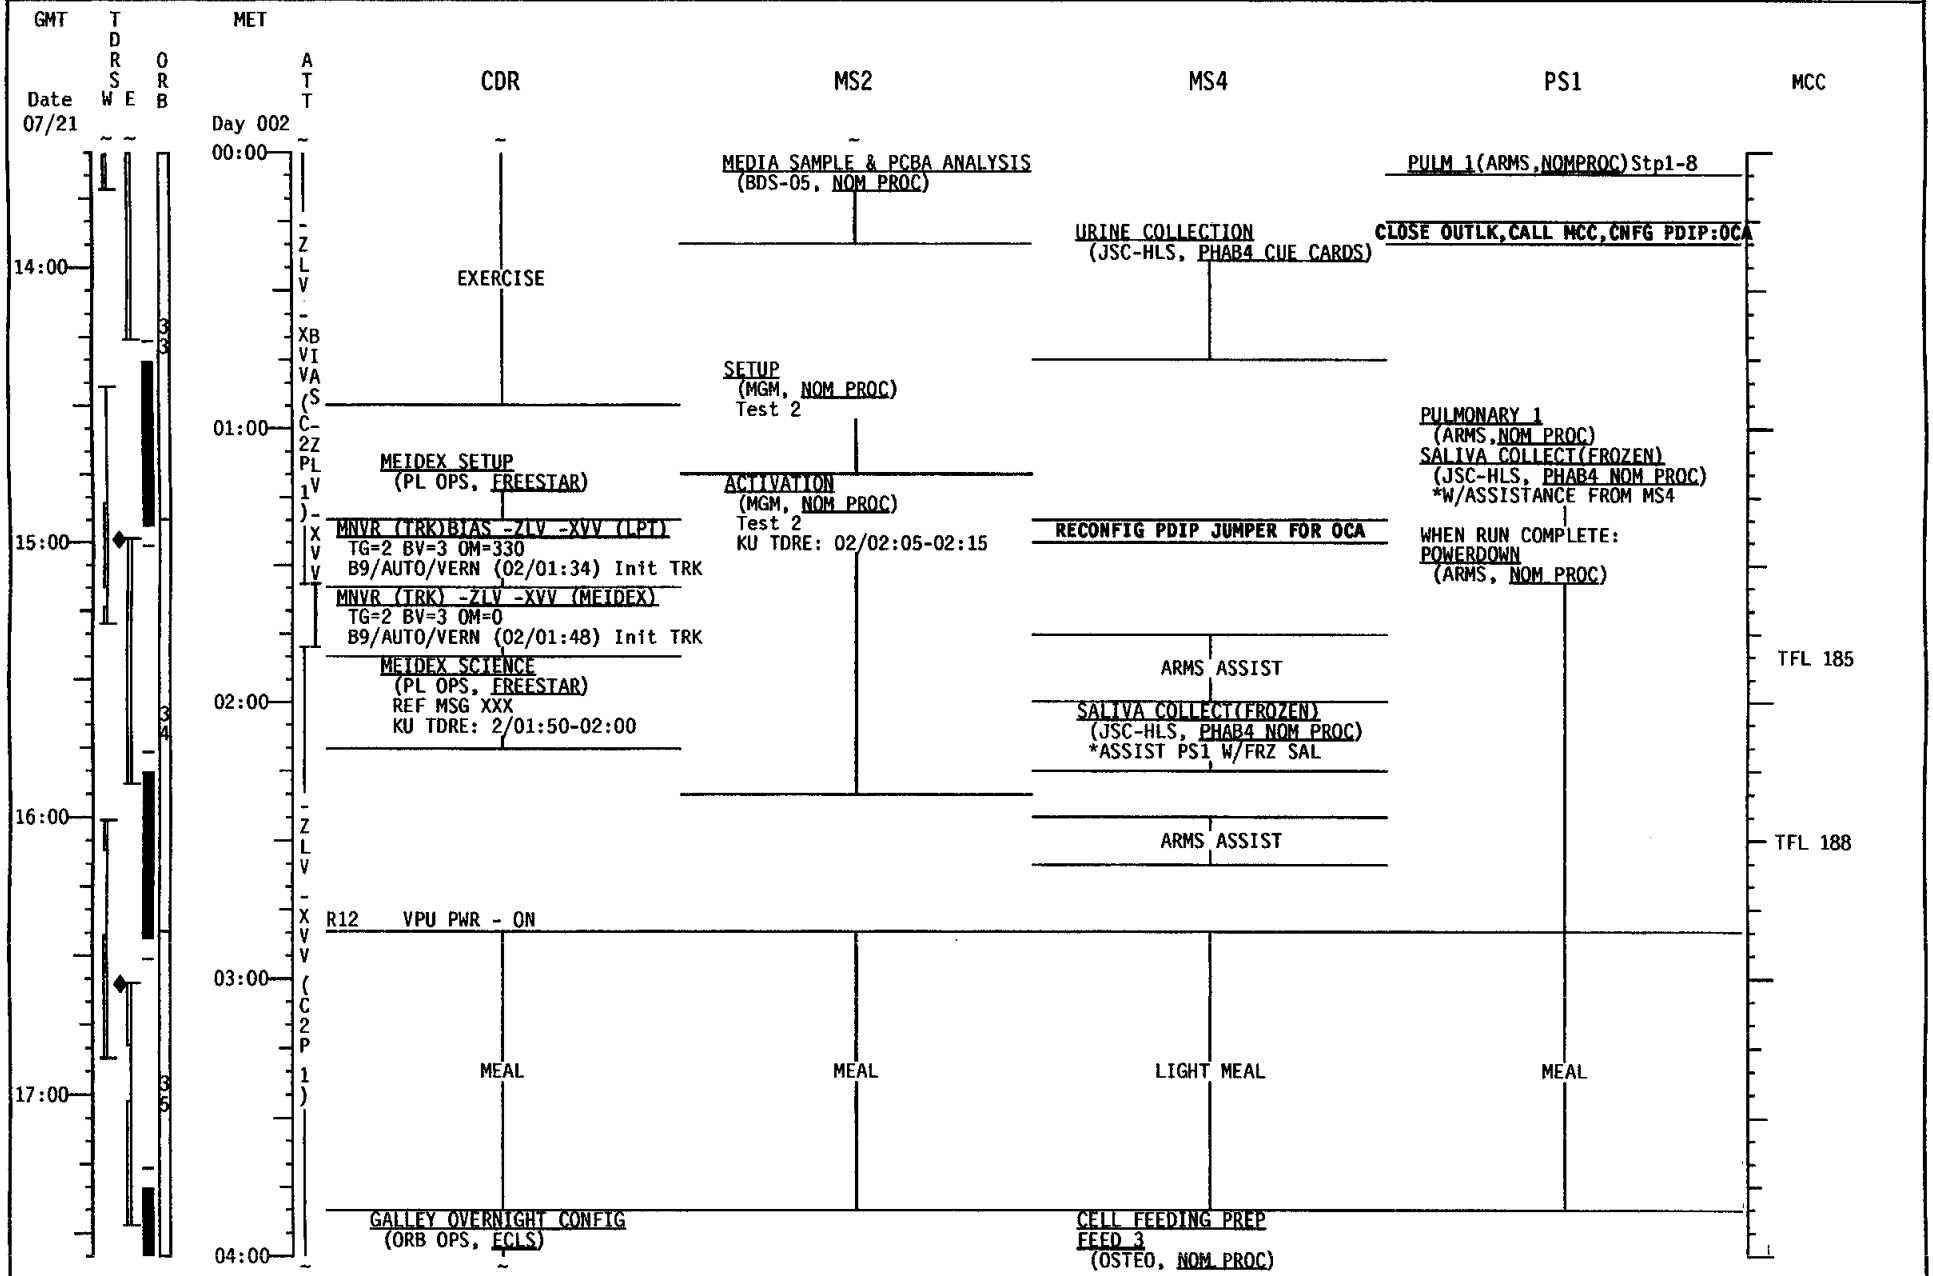 GMT
TDRS
MET
ORB
ATT
CDR
MS2
MS4
PS1
MCC
Date
W E
07/21
Day 002
~ ~ ~ ~ ~
00:00
MEDIA SAMPLE & PCBA ANALYSIS
(BDS-05, NOM PROC)
PULM 1(ARMS,NOMPROC)Stp1-8
URINE COLLECTION
(JSC-HLS, PHAB4 CUE CARDS)
CLOSE OUTLK,CALL MCC,CNFG PDIP:OCA
14:00
EXERCISE
33
-ZLV -XVV (C2P1)
BIAS -ZLV -XVV
SETUP
(MGM, NOM PROC)
Test 2
01:00
PULMONARY 1
(ARMS,NOM PROC)
SALIVA COLLECT(FROZEN)
(JSC-HLS, PHAB4 NOM PROC)
*W/ASSISTANCE FROM MS4
MEIDEX SETUP
(PL OPS, FREESTAR)
ACTIVATION
(MGM, NOM PROC)
Test 2
KU TDRE: 02/02:05-02:15
15:00
MNVR (TRK)BIAS -ZLV -XVV (LPT)
TG=2 BV=3 OM=330
B9/AUTO/VERN (02/01:34) Init TRK
RECONFIG PDIP JUMPER FOR OCA
WHEN RUN COMPLETE:
POWERDOWN
(ARMS, NOM PROC)
MNVR (TRK) -ZLV -XVV (MEIDEX)
TG=2 BV=3 OM=0
B9/AUTO/VERN (02/01:48) Init TRK
MEIDEX SCIENCE
(PL OPS, FREESTAR)
REF MSG XXX
KU TDRE: 2/01:50-02:00
ARMS ASSIST
TFL 185
02:00
34
SALIVA COLLECT(FROZEN)
(JSC-HLS, PHAB4 NOM PROC)
*ASSIST PS1 W/FRZ SAL
16:00
ARMS ASSIST
TFL 188
-ZLV -XVV (C2P1)
R12 VPU PWR - ON
03:00
MEAL
MEAL
LIGHT MEAL
MEAL
17:00
35
GALLEY OVERNIGHT CONFIG
(ORB OPS, ECLS)
CELL FEEDING PREP
FEED 3
(OSTEO, NOM PROC)
04:00
~ ~